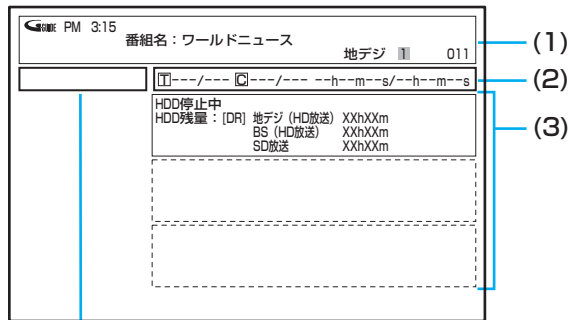 G-GUIDE PM 3:15
番組名：ワールドニュース
地デジ 1 011
(1)
T---/--- C---/--- --h--m--s/--h--m--s
(2)
HDD停止中
(3)
HDD残量：[DR] 地デジ（HD放送） XXhXXm
BS（HD放送） XXhXXm
SD放送 XXhXXm